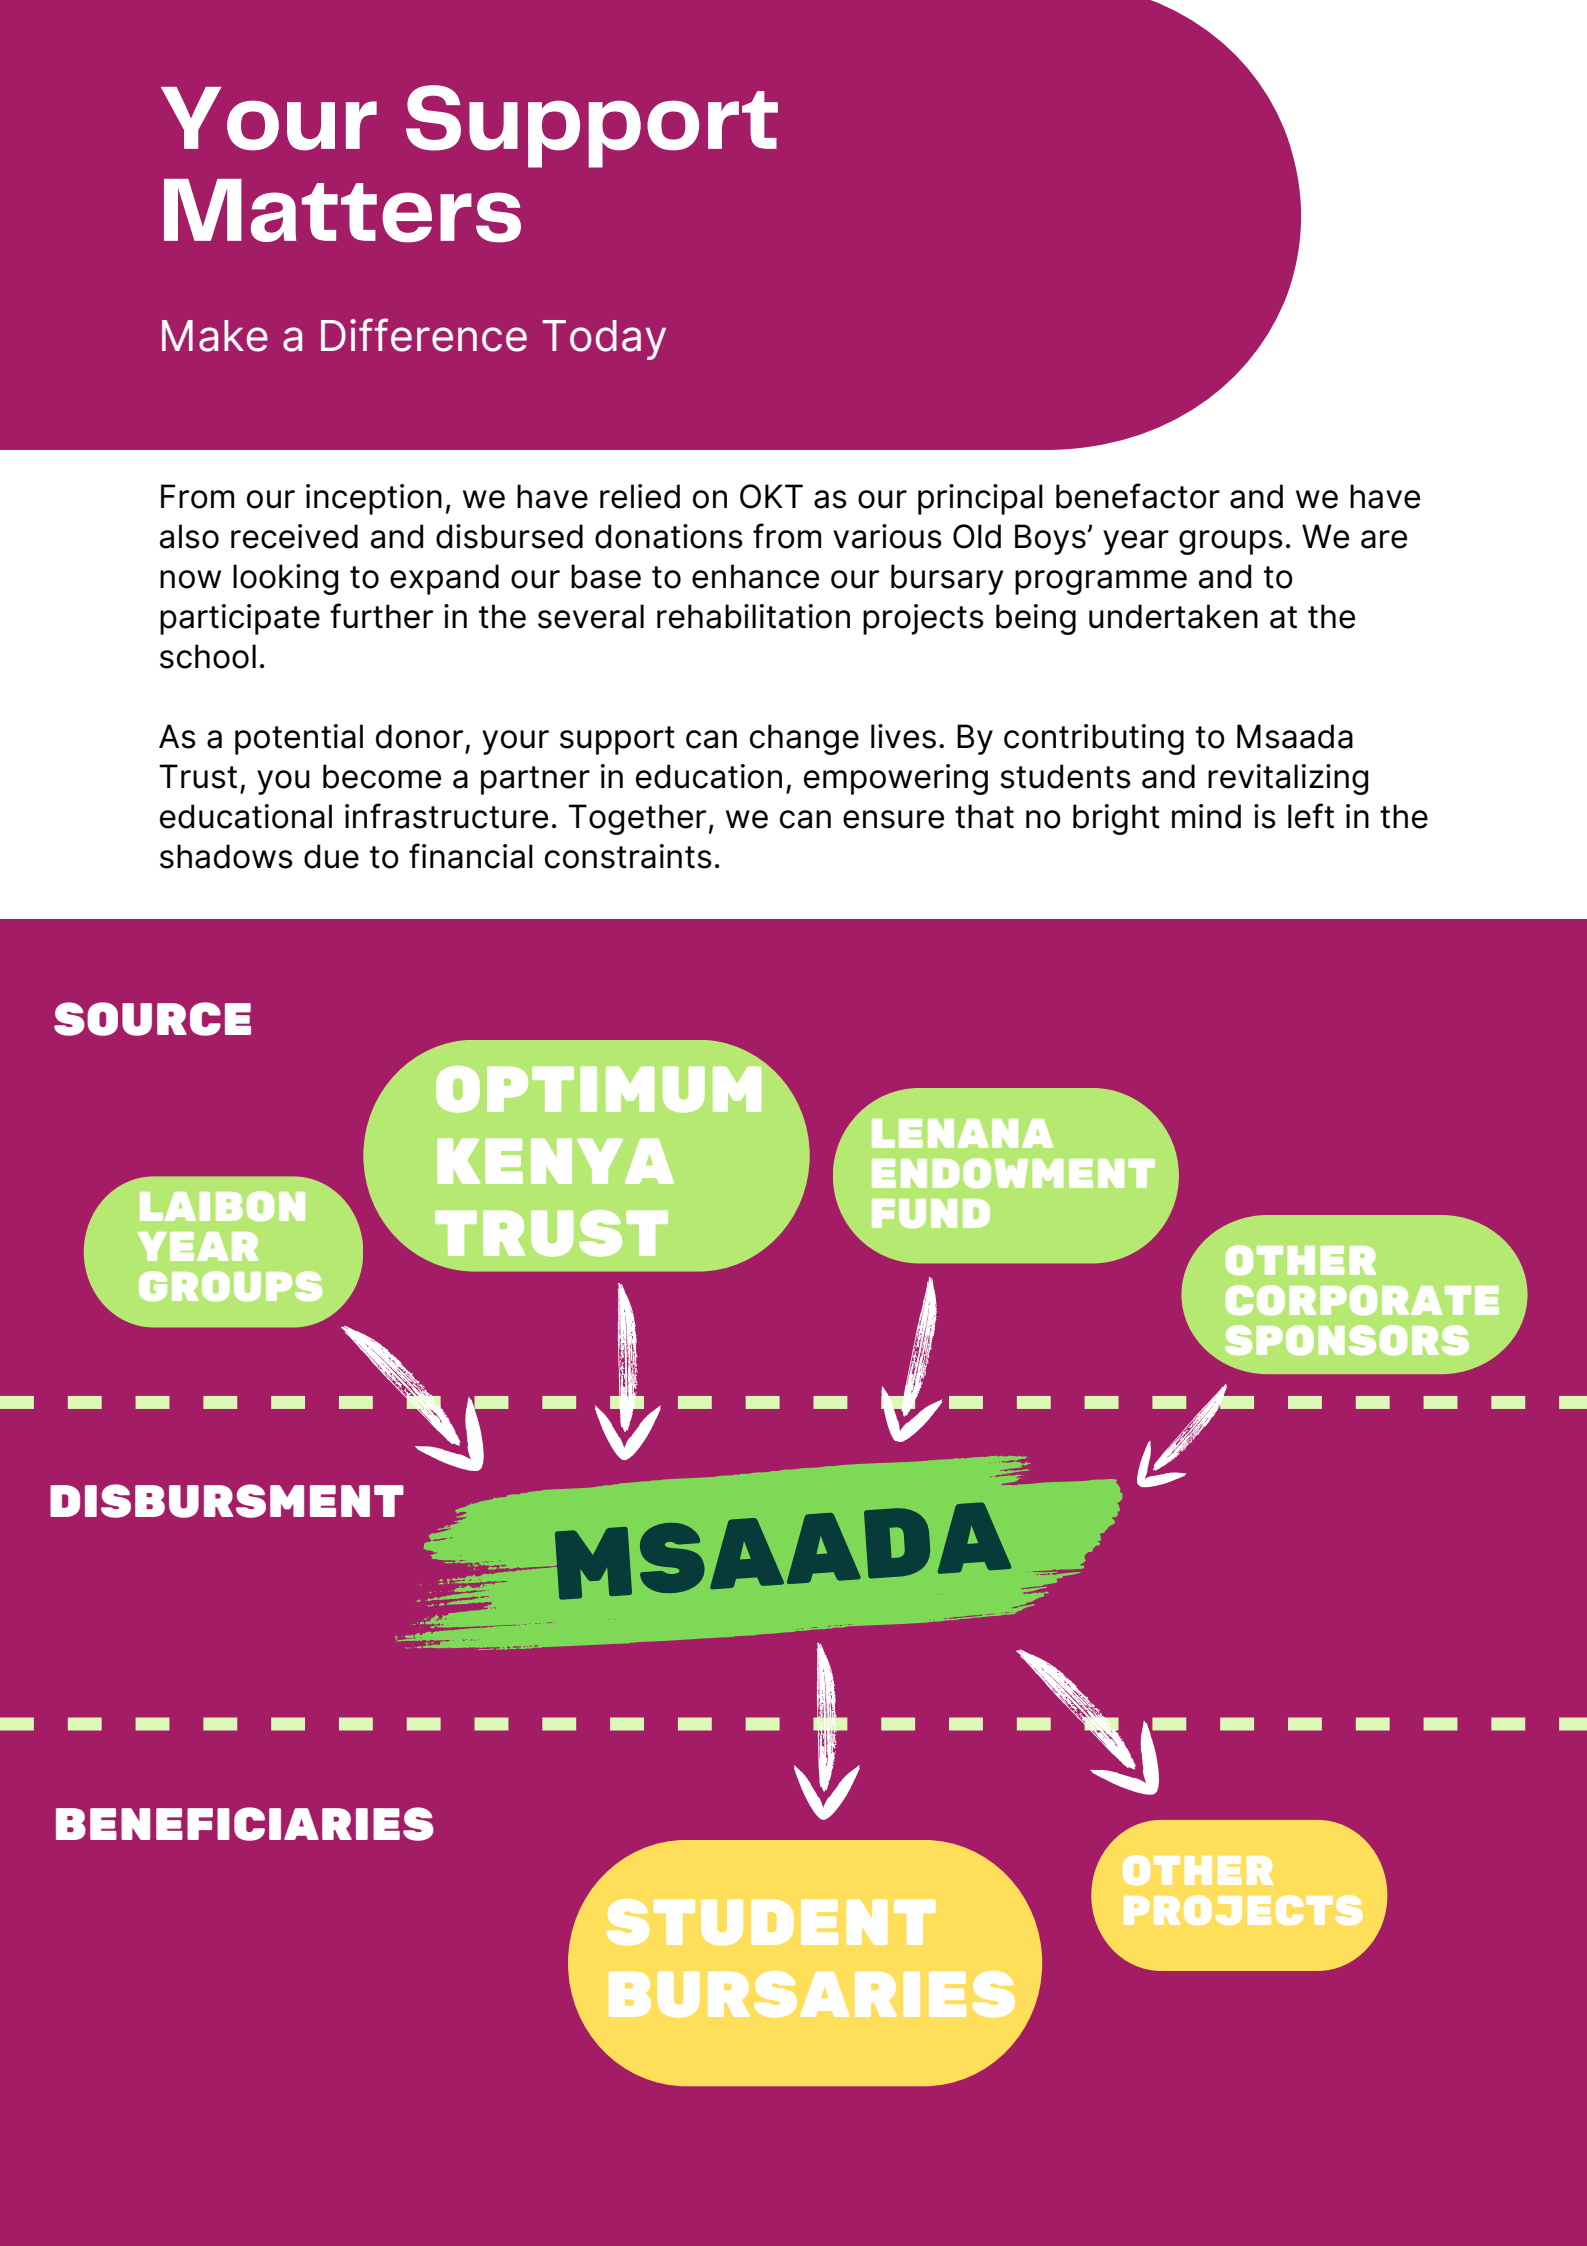 Your Support
Matters
Make a Difference Today
From our inception, we have relied on OKT as our principal benefactor and we have
also received and disbursed donations from various Old Boys’ year groups. We are
now looking to expand our base to enhance our bursary programme and to
participate further in the several rehabilitation projects being undertaken at the
school.
As a potential donor, your support can change lives. By contributing to Msaada
Trust, you become a partner in education, empowering students and revitalizing
educational infrastructure. Together, we can ensure that no bright mind is left in the
shadows due to financial constraints.
SOURCE
OPTIMUM
KENYA
TRUST
LENANA
ENDOWMENT
FUND
LAIBON
YEAR
GROUPS
OTHER
CORPORATE
SPONSORS
DISBURSMENT
MSAADA
BENEFICIARIES
STUDENT
BURSARIES
OTHER
PROJECTS